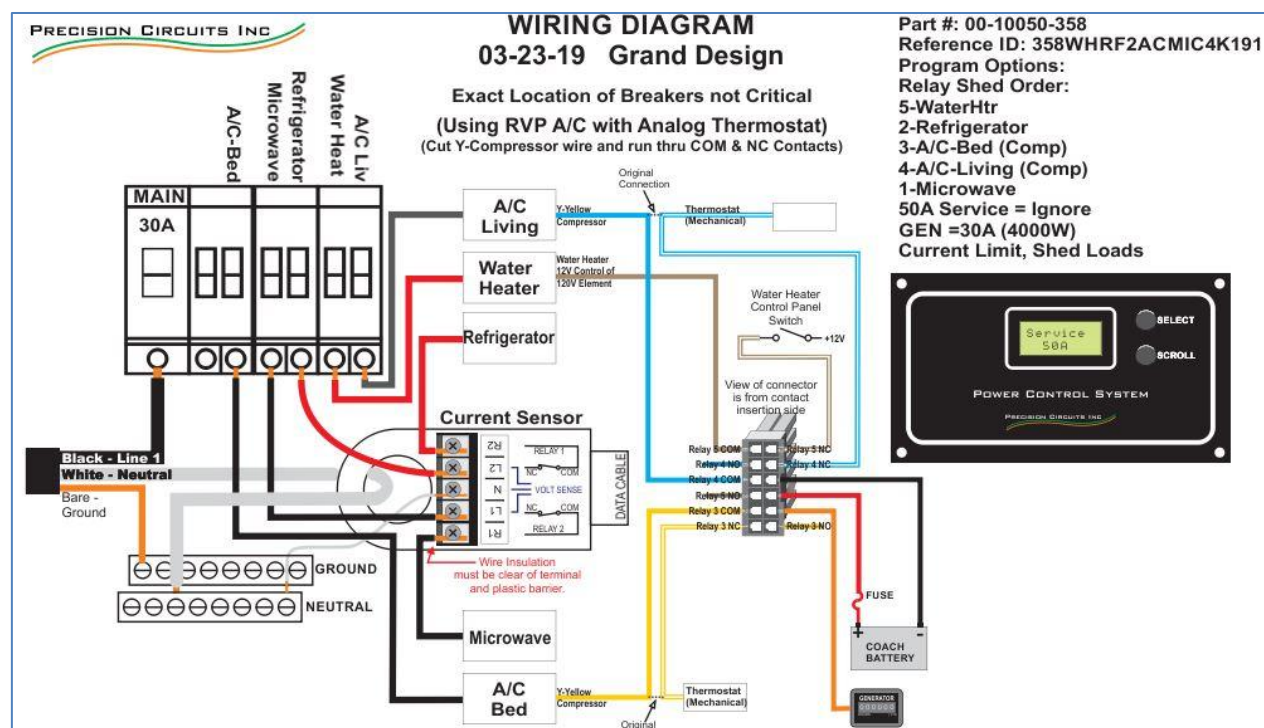 PRECISION CIRCUITS INC
WIRING DIAGRAM
03-23-19 Grand Design
Exact Location of Breakers not Critical
(Using RVP A/C with Analog Thermostat)
(Cut Y-Compressor wire and run thru COM & NC Contacts)
Part #: 00-10050-358
Reference ID: 358WHRF2ACMIC4K191
Program Options:
Relay Shed Order:
5-WaterHtr
2-Refrigerator
3-A/C-Bed (Comp)
4-A/C-Living (Comp)
1-Microwave
50A Service = Ignore
GEN =30A (4000W)
Current Limit, Shed Loads
A/C-Bed
Microwave
Refrigerator
Water Heat
A/C Liv
MAIN
30A
A/C
Living
Y-Yellow
Compressor
Original
Connection
Thermostat
(Mechanical)
Water
Heater
Water Heater
12V Control of
120V Element
Refrigerator
Water Heater
Control Panel
Switch
+12V
View of connector
is from contact
insertion side
Service
50A
SELECT
SCROLL
POWER CONTROL SYSTEM
PRECISION CIRCUITS INC
Current Sensor
R2
L2
N
L1
R1
RELAY 1
NC COM
VOLT SENSE
NC COM
RELAY 2
DATA CABLE
Relay 5 COM
Relay 5 NC
Relay 4 NO
Relay 4 NC
Relay 4 COM
Relay 5 NO
Relay 3 COM
Relay 3 NC
Relay 3 NO
Black - Line 1
White - Neutral
Bare -
Ground
GROUND
NEUTRAL
Wire Insulation
must be clear of terminal
and plastic barrier.
FUSE
+ -
COACH
BATTERY
Microwave
A/C
Bed
Y-Yellow
Compressor
Thermostat
(Mechanical)
Original
GENERATOR
000000